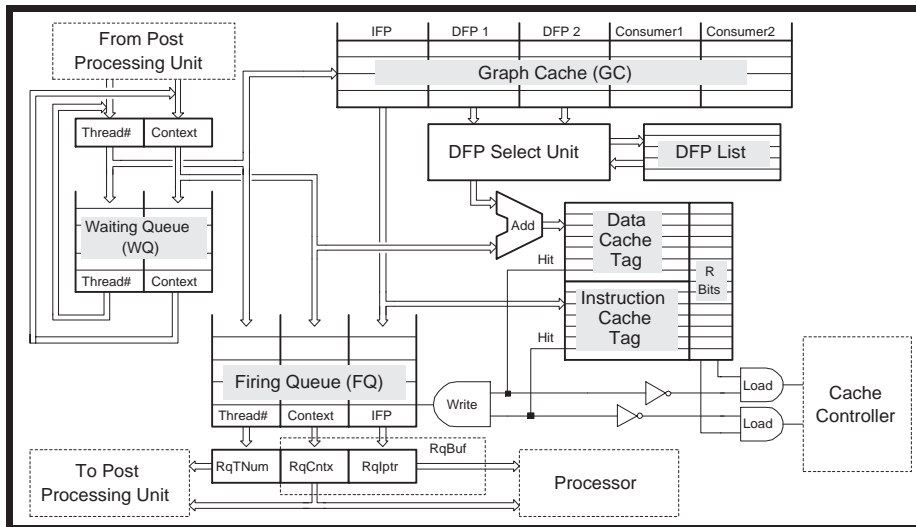 From Post
Processing Unit
IFP DFP 1 DFP 2 Consumer1 Consumer2
Graph Cache (GC)
Thread# Context
DFP Select Unit
DFP List
Waiting Queue
(WQ)
Thread# Context
Add
Data
Cache
Tag
Hit
R
Bits
Instruction
Cache
Tag
Hit
Firing Queue (FQ)
Thread# Context IFP
Write
Load
Load
Cache
Controller
RqBuf
RqTNum RqCntx RqIptr
To Post
Processing Unit
Processor